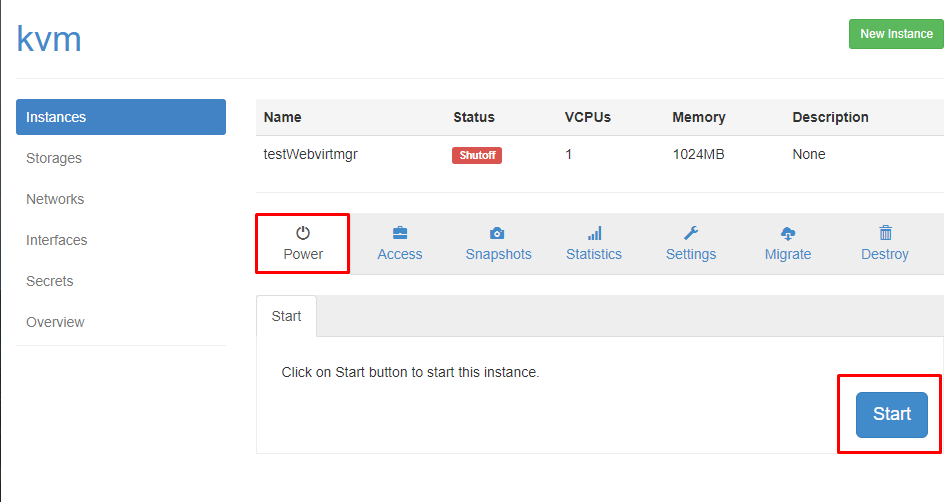 kvm
New Instance
Instances
Storages
Networks
Interfaces
Secrets
Overview
Name Status VCPUs Memory Description
testWebvirtmgr Shutoff 1 1024MB None
Power Access Snapshots Statistics Settings Migrate Destroy
Start
Click on Start button to start this instance.
Start